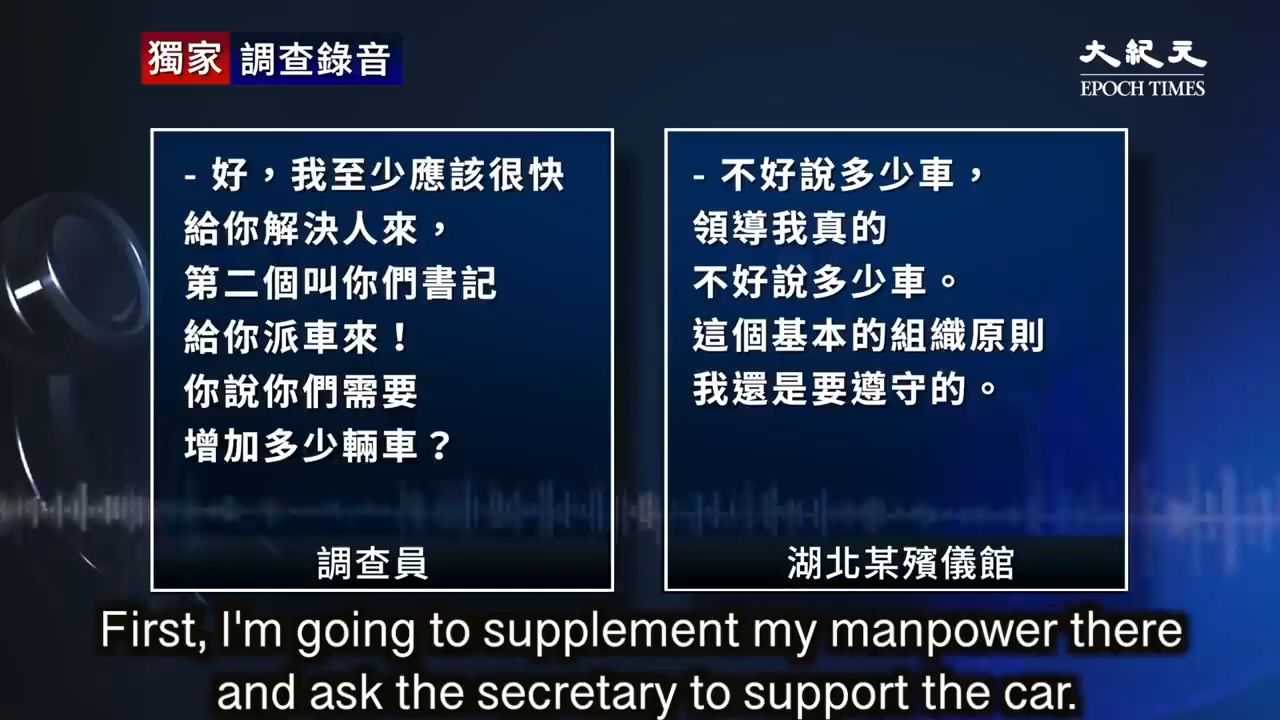 獨家 調查錄音
大紀元
EPOCH TIMES
- 好，我至少應該很快
給你解決人來，
第二個叫你們書記
給你派車來！
你說你們需要
增加多少輛車？
調查員
- 不好說多少車，
領導我真的
不好說多少車。
這個基本的組織原則
我還是要遵守的。
湖北某殯儀館
First, I'm going to supplement my manpower there
and ask the secretary to support the car.